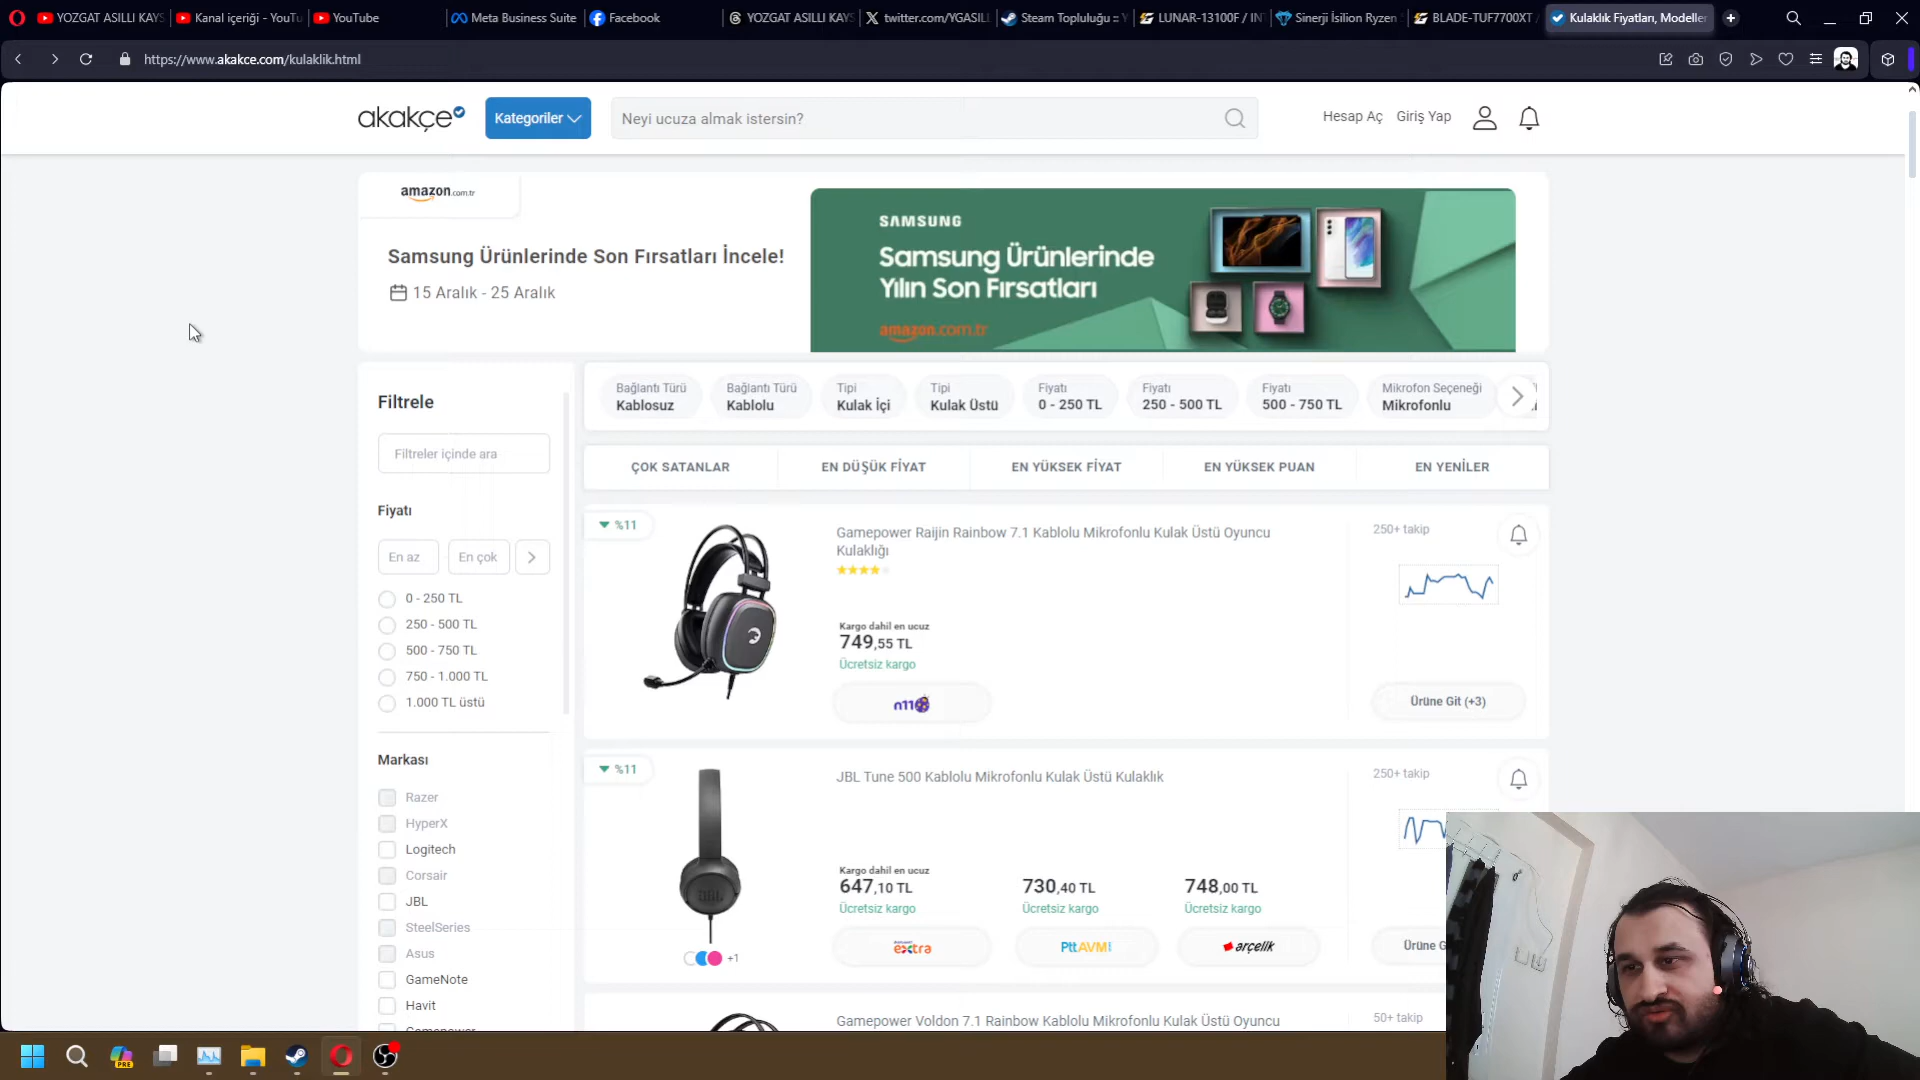 YOZGAT ASILLI KAYS
Kanal içeriği - YouTu
YouTube
Meta Business Suite
Facebook
YOZGAT ASILLI KAYS
twitter.com/YGASILL
Steam Topluluğu :: Y
LUNAR-13100F / INT
Sinerji İsilion Ryzen 5
BLADE-TUF7700XT /
Kulaklık Fiyatları, Modeller
https://www.akakce.com/kulaklik.html
akakçe
Kategoriler
Neyi ucuza almak istersin?
Hesap Aç
Giriş Yap
amazon.com.tr
Samsung Ürünlerinde Son Fırsatları İncele!
15 Aralık - 25 Aralık
SAMSUNG
Samsung Ürünlerinde
Yılın Son Fırsatları
amazon.com.tr
Filtrele
Filtreler içinde ara
Fiyatı
En az
En çok
0 - 250 TL
250 - 500 TL
500 - 750 TL
750 - 1.000 TL
1.000 TL üstü
Markası
Razer
HyperX
Logitech
Corsair
JBL
SteelSeries
Asus
GameNote
Havit
Gamepower
Bağlantı Türü
Kablosuz
Bağlantı Türü
Kablolu
Tipi
Kulak İçi
Tipi
Kulak Üstü
Fiyatı
0 - 250 TL
Fiyatı
250 - 500 TL
Fiyatı
500 - 750 TL
Mikrofon Seçeneği
Mikrofonlu
ÇOK SATANLAR
EN DÜŞÜK FİYAT
EN YÜKSEK FİYAT
EN YÜKSEK PUAN
EN YENİLER
%11
Gamepower Raijin Rainbow 7.1 Kablolu Mikrofonlu Kulak Üstü Oyuncu
Kulaklığı
Kargo dahil en ucuz
749,55 TL
Ücretsiz kargo
n11
250+ takip
Ürüne Git (+3)
%11
JBL Tune 500 Kablolu Mikrofonlu Kulak Üstü Kulaklık
JBL
+1
Kargo dahil en ucuz
647,10 TL
Ücretsiz kargo
extra
730,40 TL
Ücretsiz kargo
PttAVM
748,00 TL
Ücretsiz kargo
arçelik
250+ takip
Ürüne G
Gamepower Voldon 7.1 Rainbow Kablolu Mikrofonlu Kulak Üstü Oyuncu
50+ takip
PRE